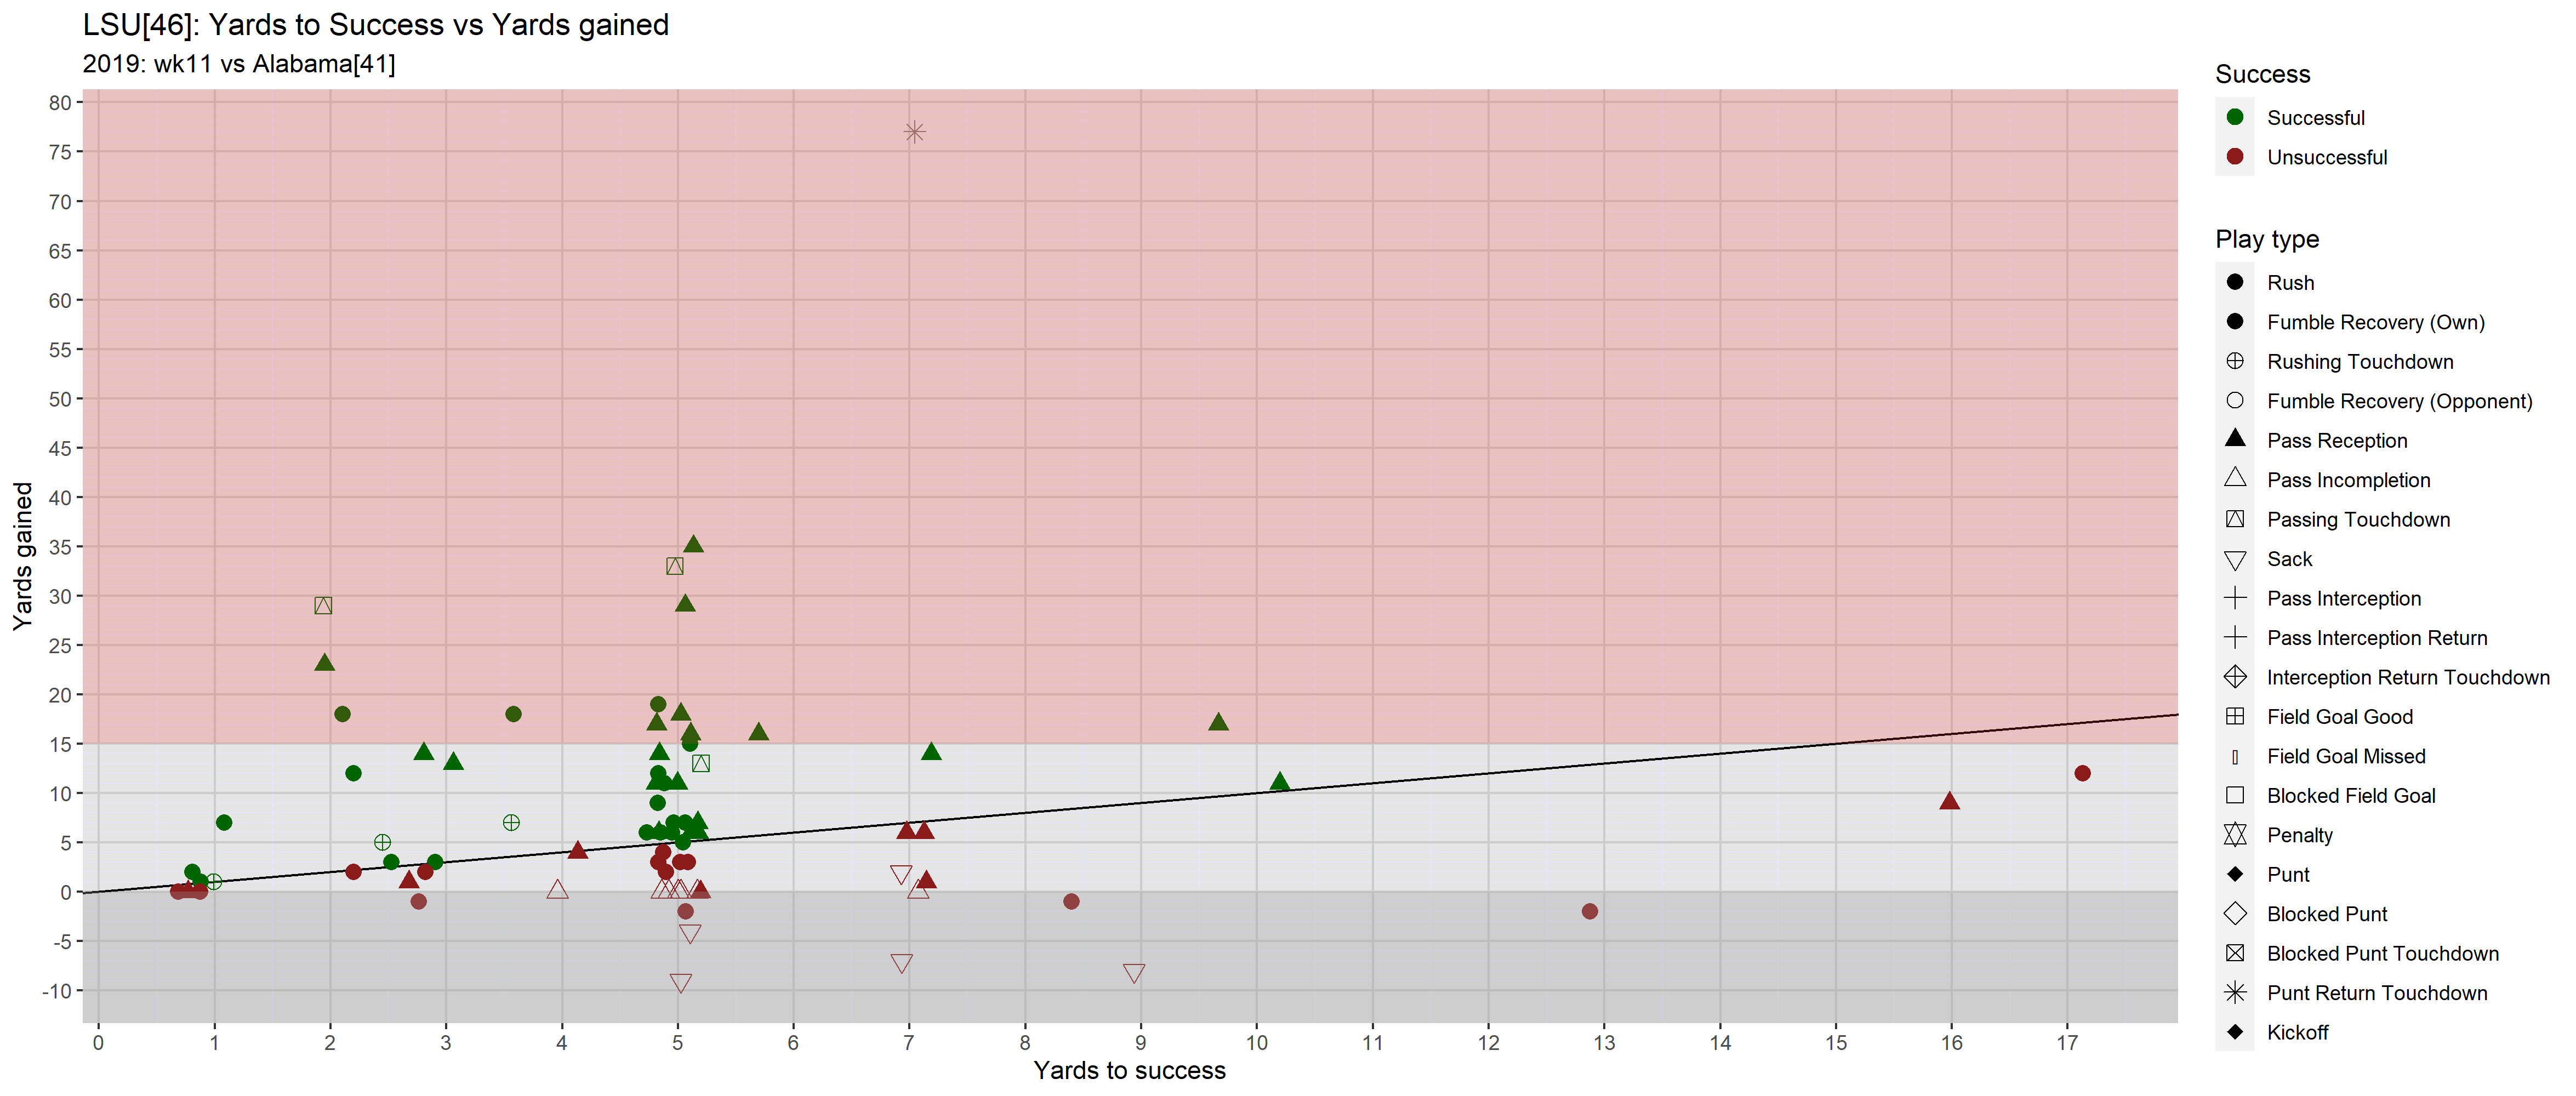 LSU[46]: Yards to Success vs Yards gained
2019: wk11 vs Alabama[41]
Yards gained
80
75
70
65
60
55
50
45
40
35
30
25
20
15
10
5
0
-5
-10
0 1 2 3 4 5 6 7 8 9 10 11 12 13 14 15 16 17
Yards to success
Success
Successful
Unsuccessful
Play type
Rush
Fumble Recovery (Own)
Rushing Touchdown
Fumble Recovery (Opponent)
Pass Reception
Pass Incompletion
Passing Touchdown
Sack
Pass Interception
Pass Interception Return
Interception Return Touchdown
Field Goal Good
Field Goal Missed
Blocked Field Goal
Penalty
Punt
Blocked Punt
Blocked Punt Touchdown
Punt Return Touchdown
Kickoff